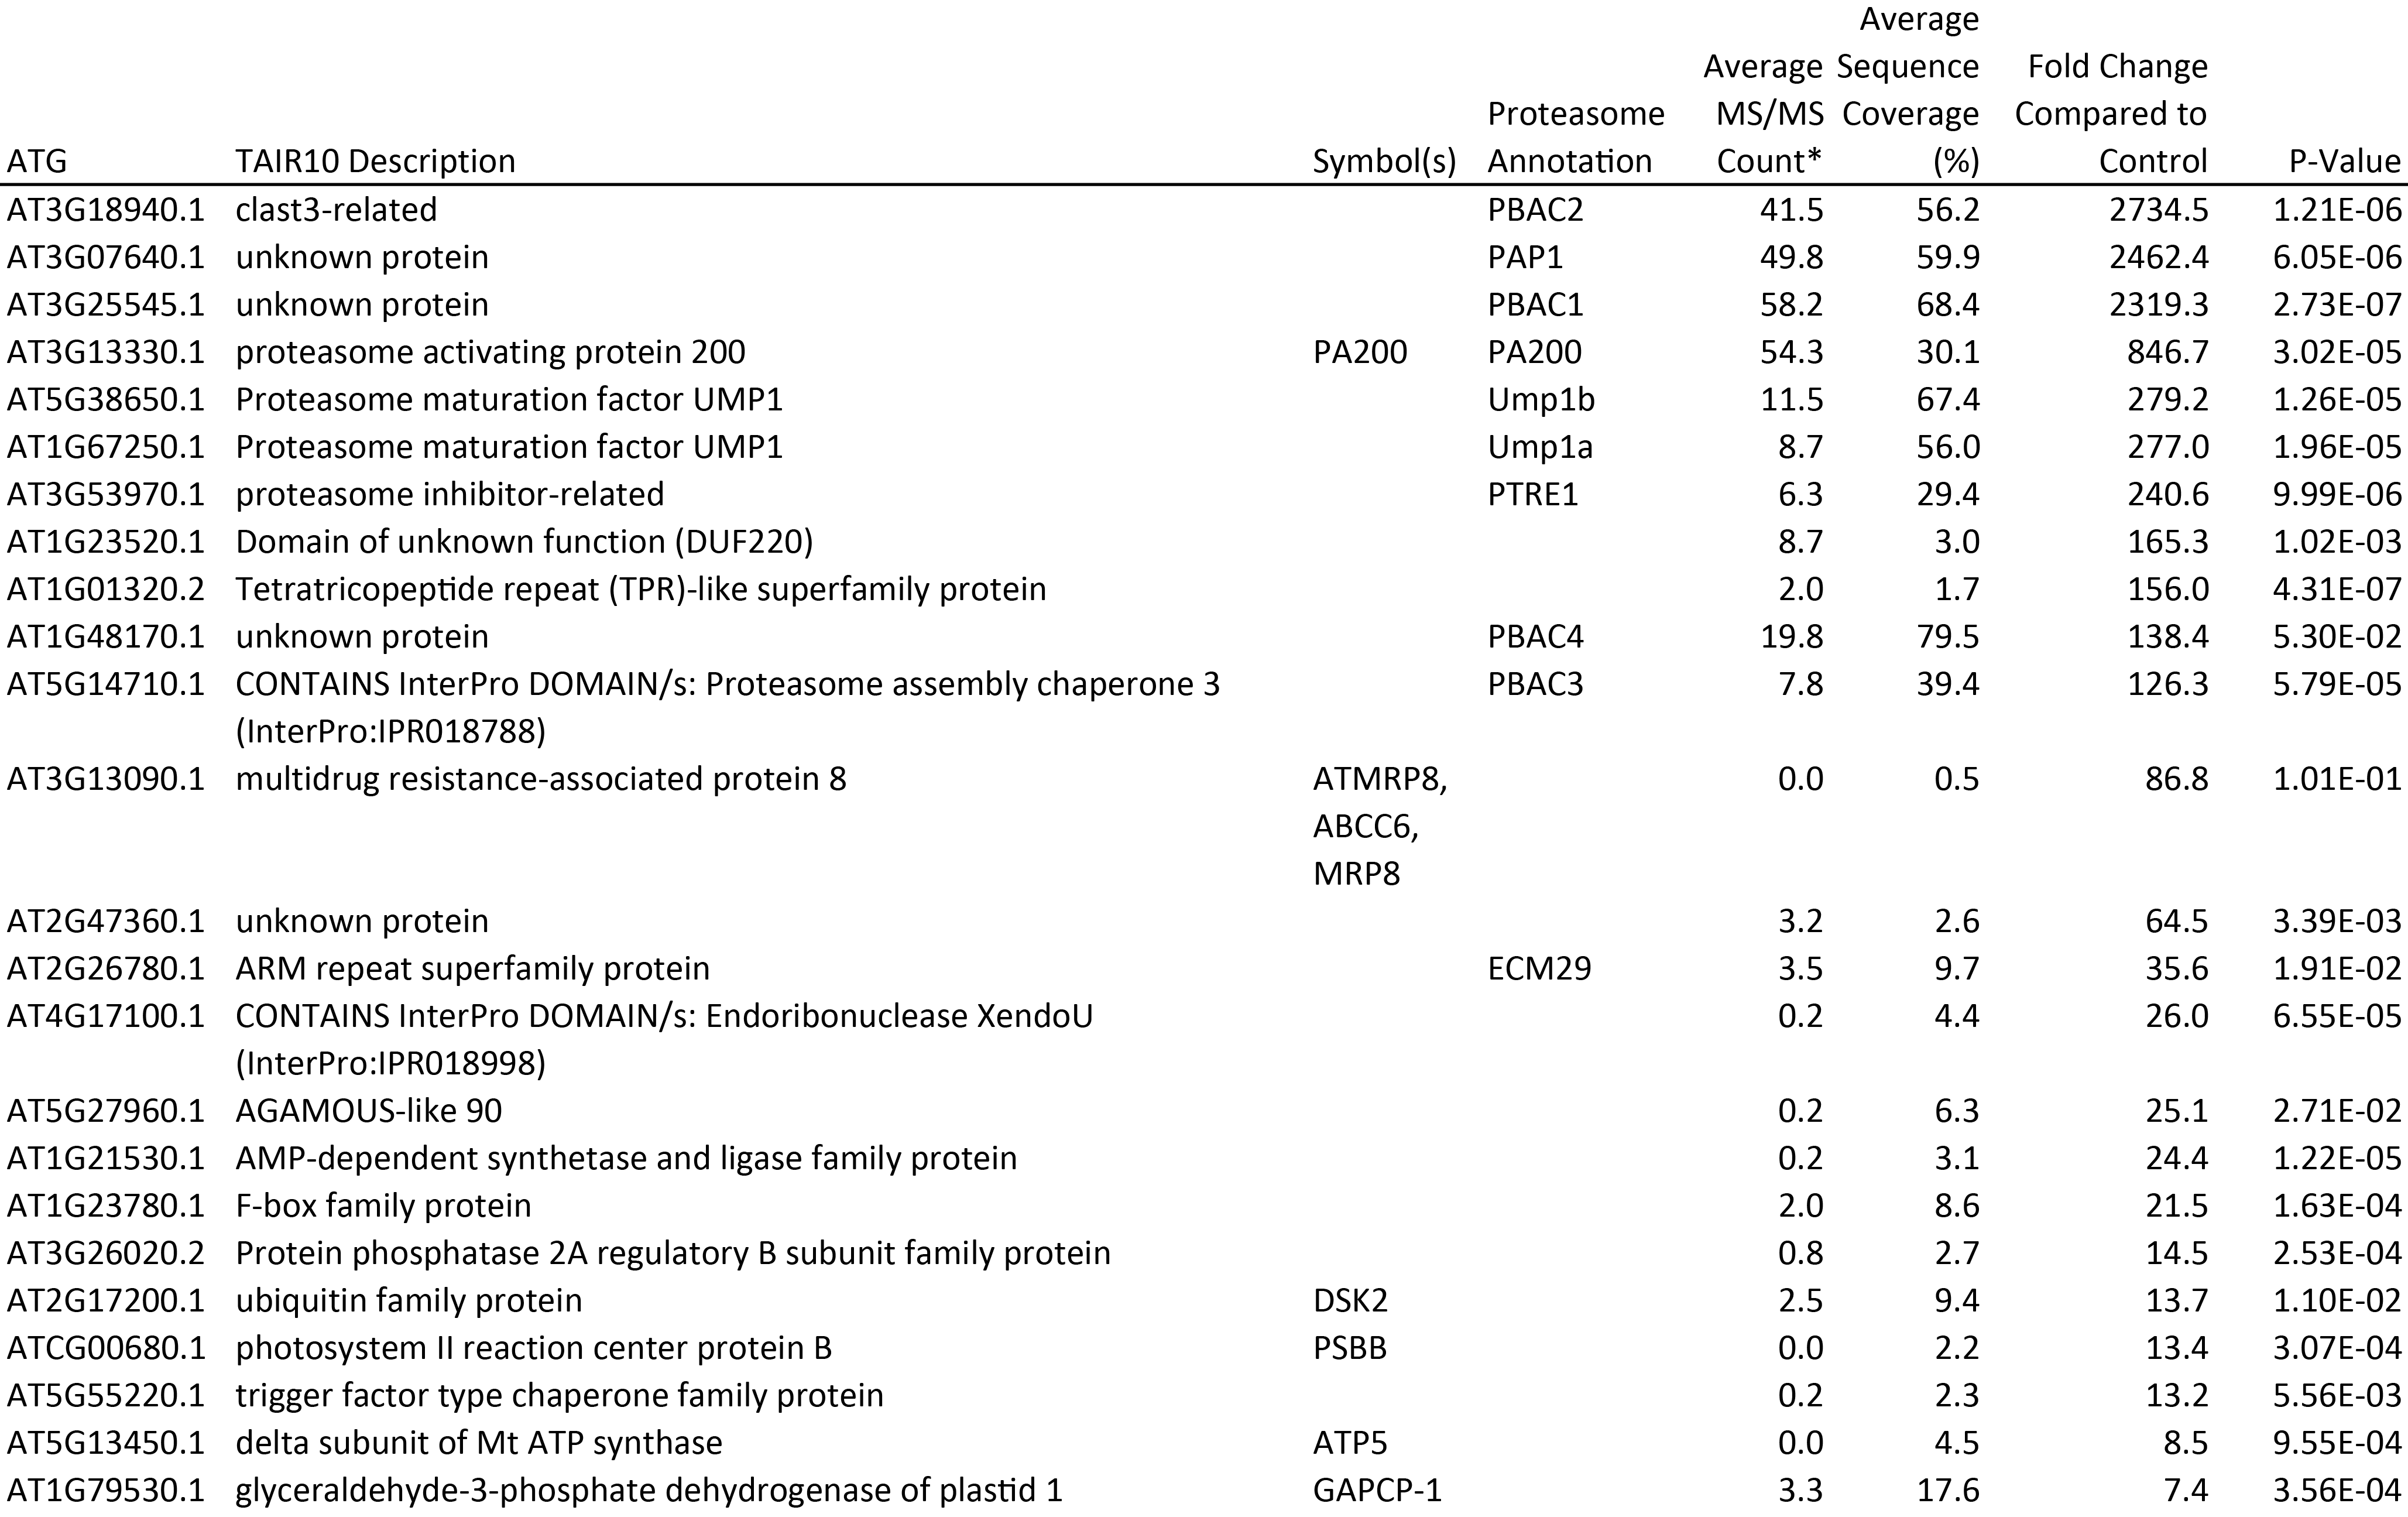 Average
Average Sequence Fold Change
Proteasome MS/MS Coverage Compared to
ATG TAIR10 Description Symbol(s) Annotation Count* (%) Control P-Value
AT3G18940.1 clast3-related PBAC2 41.5 56.2 2734.5 1.21E-06
AT3G07640.1 unknown protein PAP1 49.8 59.9 2462.4 6.05E-06
AT3G25545.1 unknown protein PBAC1 58.2 68.4 2319.3 2.73E-07
AT3G13330.1 proteasome activating protein 200 PA200 PA200 54.3 30.1 846.7 3.02E-05
AT5G38650.1 Proteasome maturation factor UMP1 Ump1b 11.5 67.4 279.2 1.26E-05
AT1G67250.1 Proteasome maturation factor UMP1 Ump1a 8.7 56.0 277.0 1.96E-05
AT3G53970.1 proteasome inhibitor-related PTRE1 6.3 29.4 240.6 9.99E-06
AT1G23520.1 Domain of unknown function (DUF220) 8.7 3.0 165.3 1.02E-03
AT1G01320.2 Tetratricopeptide repeat (TPR)-like superfamily protein 2.0 1.7 156.0 4.31E-07
AT1G48170.1 unknown protein PBAC4 19.8 79.5 138.4 5.30E-02
AT5G14710.1 CONTAINS InterPro DOMAIN/s: Proteasome assembly chaperone 3 PBAC3 7.8 39.4 126.3 5.79E-05
(InterPro:IPR018788)
AT3G13090.1 multidrug resistance-associated protein 8 ATMRP8, 0.0 0.5 86.8 1.01E-01
ABCC6,
MRP8
AT2G47360.1 unknown protein 3.2 2.6 64.5 3.39E-03
AT2G26780.1 ARM repeat superfamily protein ECM29 3.5 9.7 35.6 1.91E-02
AT4G17100.1 CONTAINS InterPro DOMAIN/s: Endoribonuclease XendoU 0.2 4.4 26.0 6.55E-05
(InterPro:IPR018998)
AT5G27960.1 AGAMOUS-like 90 0.2 6.3 25.1 2.71E-02
AT1G21530.1 AMP-dependent synthetase and ligase family protein 0.2 3.1 24.4 1.22E-05
AT1G23780.1 F-box family protein 2.0 8.6 21.5 1.63E-04
AT3G26020.2 Protein phosphatase 2A regulatory B subunit family protein 0.8 2.7 14.5 2.53E-04
AT2G17200.1 ubiquitin family protein DSK2 2.5 9.4 13.7 1.10E-02
ATCG00680.1 photosystem II reaction center protein B PSBB 0.0 2.2 13.4 3.07E-04
AT5G55220.1 trigger factor type chaperone family protein 0.2 2.3 13.2 5.56E-03
AT5G13450.1 delta subunit of Mt ATP synthase ATP5 0.0 4.5 8.5 9.55E-04
AT1G79530.1 glyceraldehyde-3-phosphate dehydrogenase of plastid 1 GAPCP-1 3.3 17.6 7.4 3.56E-04